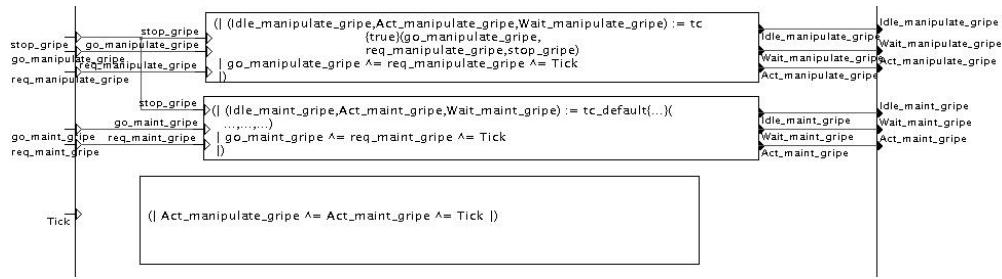 stop_gripe
(| (Idle_manipulate_gripe,Act_manipulate_gripe,Wait_manipulate_gripe) := tc
Idle_manipulate_gripe
{true}(go_manipulate_gripe,
Idle_manipulate_gripe
stop_gripe
go_manipulate_gripe
req_manipulate_gripe,stop_gripe)
Wait_manipulate_gripe
go_manipulate_gripe
req_manipulate_gripe
| go_manipulate_gripe ^= req_manipulate_gripe ^= Tick
Wait_manipulate_gripe
Act_manipulate_gripe
req_manipulate_gripe
|)
Act_manipulate_gripe
stop_gripe
(| (Idle_maint_gripe,Act_maint_gripe,Wait_maint_gripe) := tc_default{...}(
Idle_maint_gripe
go_maint_gripe
...,...,...)
Idle_maint_gripe
Wait_maint_gripe
go_maint_gripe
req_maint_gripe
| go_maint_gripe ^= req_maint_gripe ^= Tick
Wait_maint_gripe
Act_maint_gripe
req_maint_gripe
|)
Act_maint_gripe
Tick
(| Act_manipulate_gripe ^= Act_maint_gripe ^= Tick |)